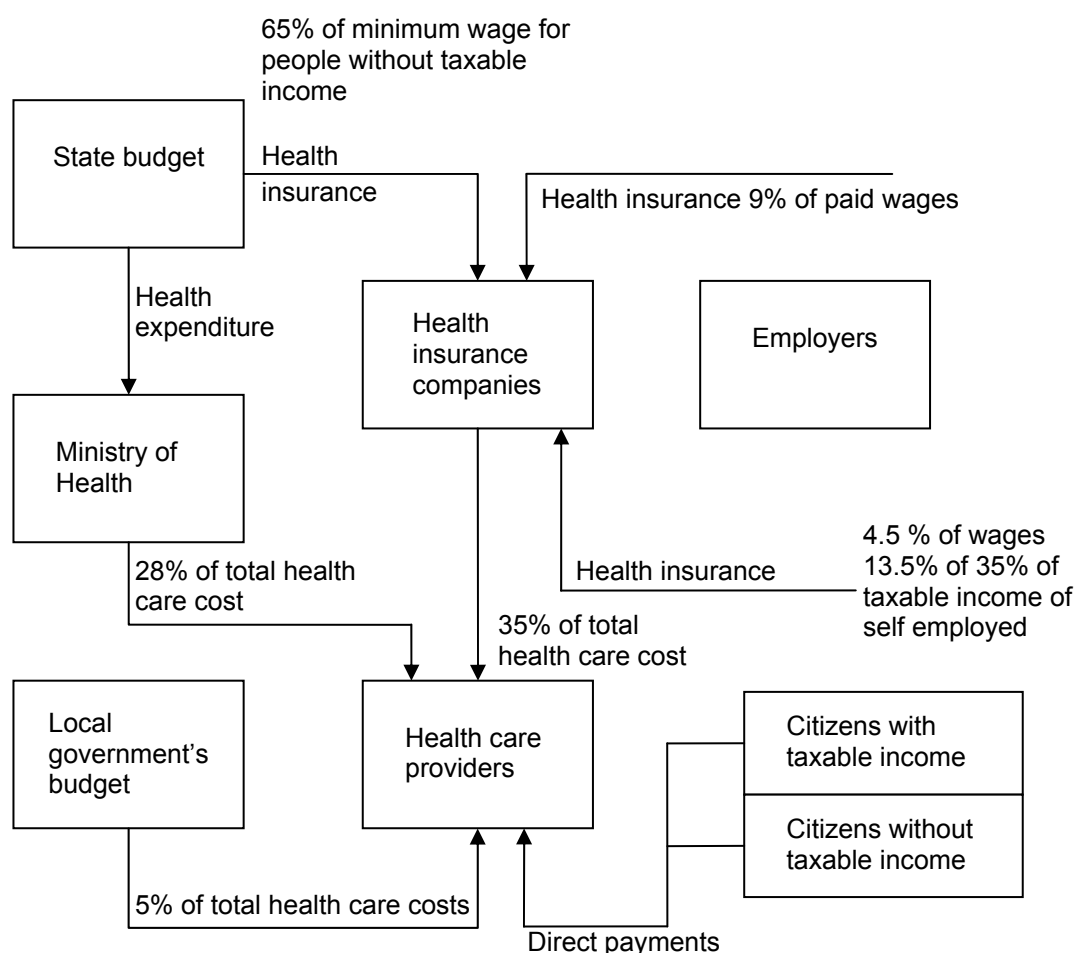 65% of minimum wage for
people without taxable
income
State budget
Health
insurance
Health insurance 9% of paid wages
Health
expenditure
Health
insurance
companies
Employers
Ministry of
Health
28% of total health
care cost
Health insurance
4.5 % of wages
13.5% of 35% of
taxable income of
self employed
35% of total
health care cost
Local
government’s
budget
Health care
providers
Citizens with
taxable income
Citizens without
taxable income
5% of total health care costs
Direct payments